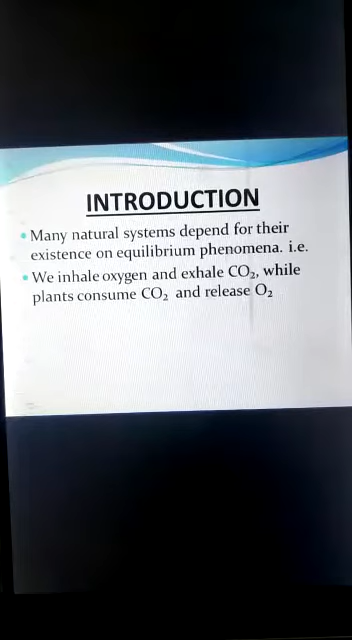 INTRODUCTION
• Many natural systems depend for their
existence on equilibrium phenomena. i.e.
• We inhale oxygen and exhale CO₂, while
plants consume CO₂ and release O₂